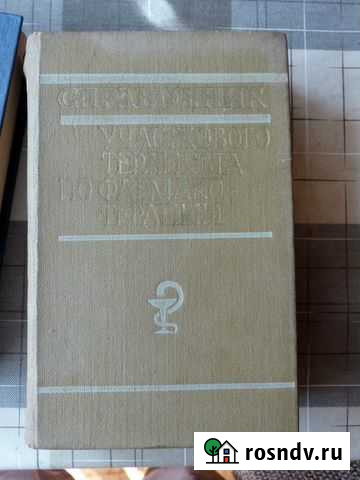 СПРАВОЧНИК
УЧАСТКОВОГО
ТЕРАПЕВТА
ПО ФАРМАКО-
ТЕРАПИИ
rosndv.ru